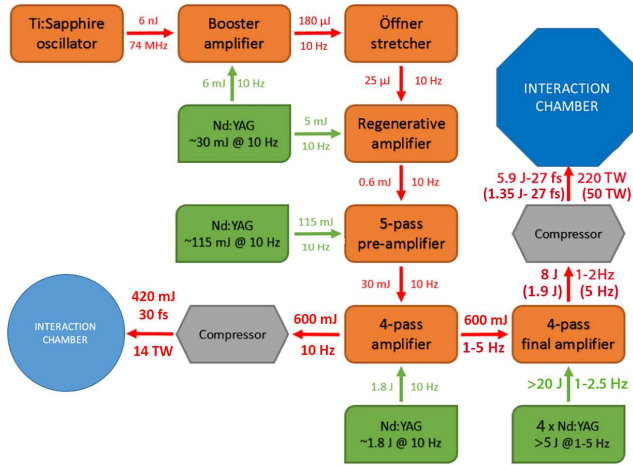 Ti:Sapphire
oscillator
6 nJ
74 MHz
Booster
amplifier
180 µJ
10 Hz
Öffner
stretcher
6 mJ
10 Hz
25 µJ
10 Hz
INTERACTION
CHAMBER
Nd:YAG
~30 mJ @ 10 Hz
5 mJ
10 Hz
Regenerative
amplifier
0.6 mJ
10 Hz
5.9 J-27 fs
220 TW
(1.35 J- 27 fs)
(50 TW)
Nd:YAG
~115 mJ @ 10 Hz
115 mJ
10 Hz
5-pass
pre-amplifier
Compressor
30 mJ
10 Hz
8 J
1-2Hz
(1.9 J)
(5 Hz)
INTERACTION
CHAMBER
420 mJ
30 fs
14 TW
Compressor
600 mJ
10 Hz
4-pass
amplifier
600 mJ
1-5 Hz
4-pass
final amplifier
1.8 J
10 Hz
>20 J
1-2.5 Hz
Nd:YAG
~1.8 J @ 10 Hz
4 x Nd:YAG
>5 J @1-5 Hz